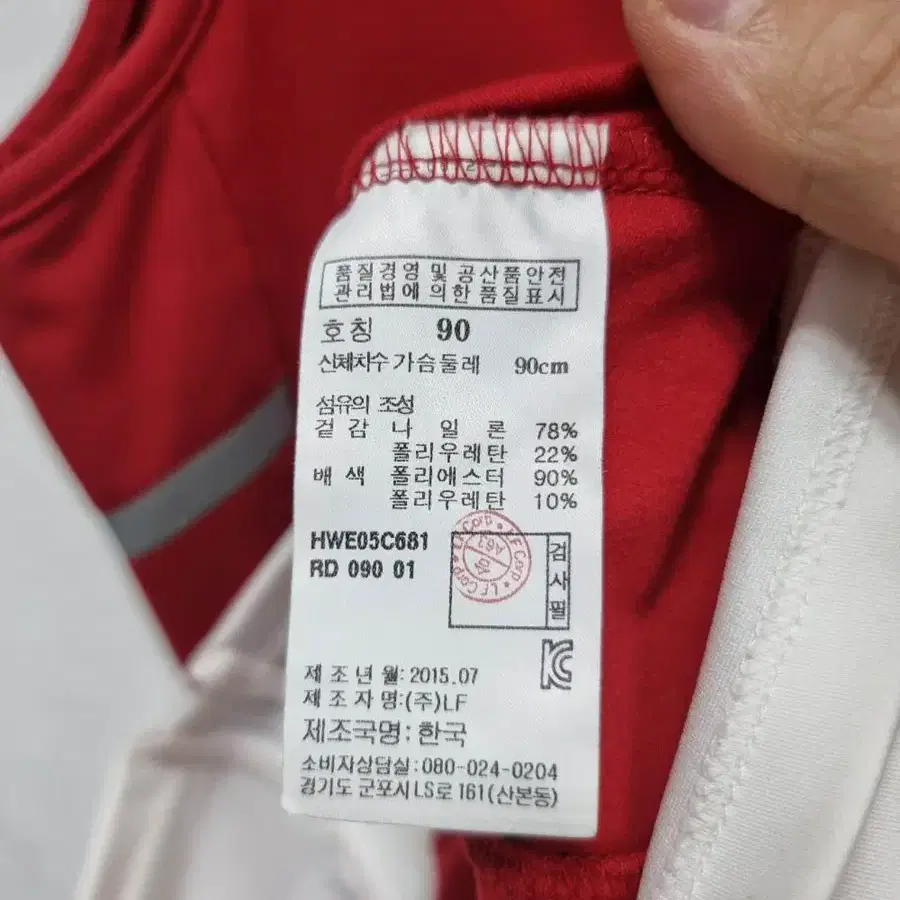 품질경영 및 공산품안전
관리법에 의한 품질표시
호칭 90
신체치수 가슴둘레 90cm
섬유의 조성
겉감 나일론 78%
폴리우레탄 22%
배색 폴리에스터 90%
폴리우레탄 10%
HWE05C681
RD 090 01
LF Corp LF Corp
검사필
제조년월: 2015.07
제조자명: (주)LF
제조국명: 한국
소비자상담실: 080-024-0204
경기도 군포시 LS로 161(산본동)